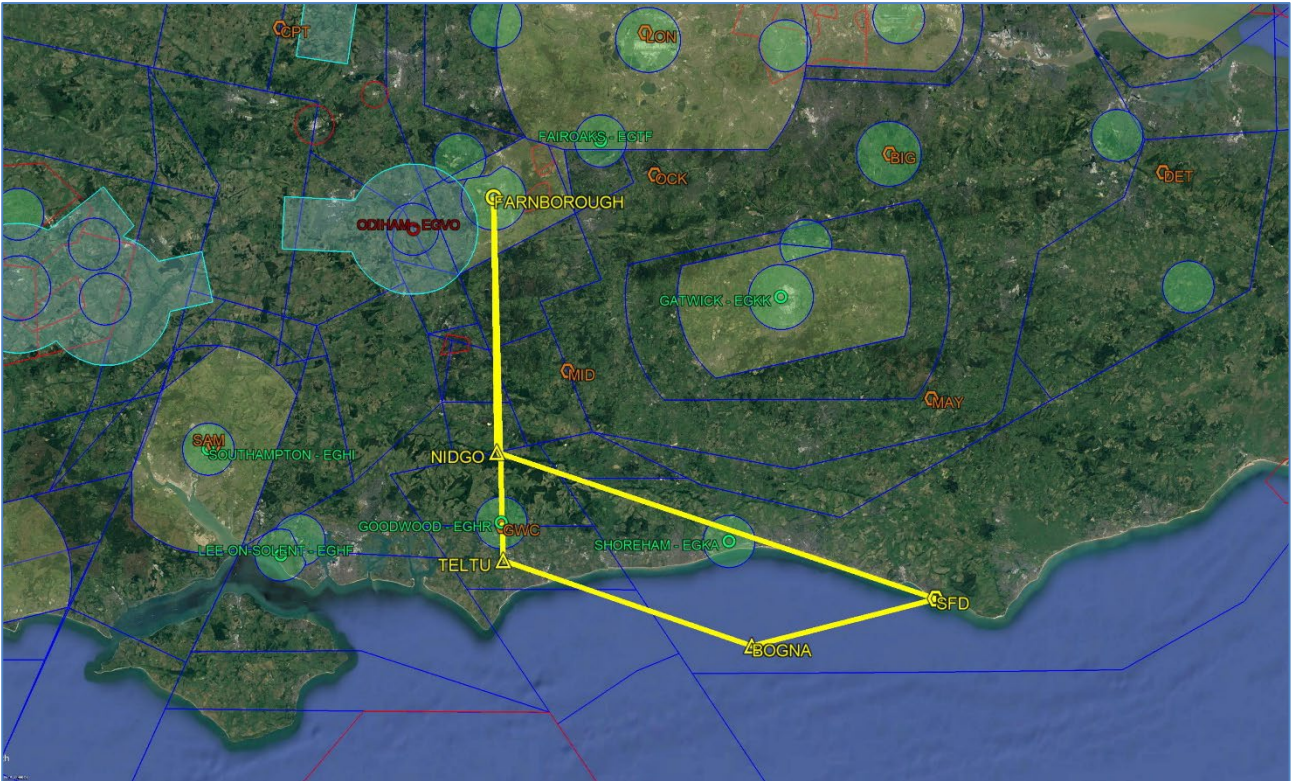 CPT
LON
FAIROAKS - EGTF
BIG
OCK
DET
FARNBOROUGH
ODIHAM - EGVO
GATWICK - EGKK
MID
MAY
SAM
SOUTHAMPTON - EGHI
NIDGO
GOODWOOD - EGHR
GWC
SHOREHAM - EGKA
LEE-ON-SOLENT - EGHF
TELTU
SFD
BOGNA